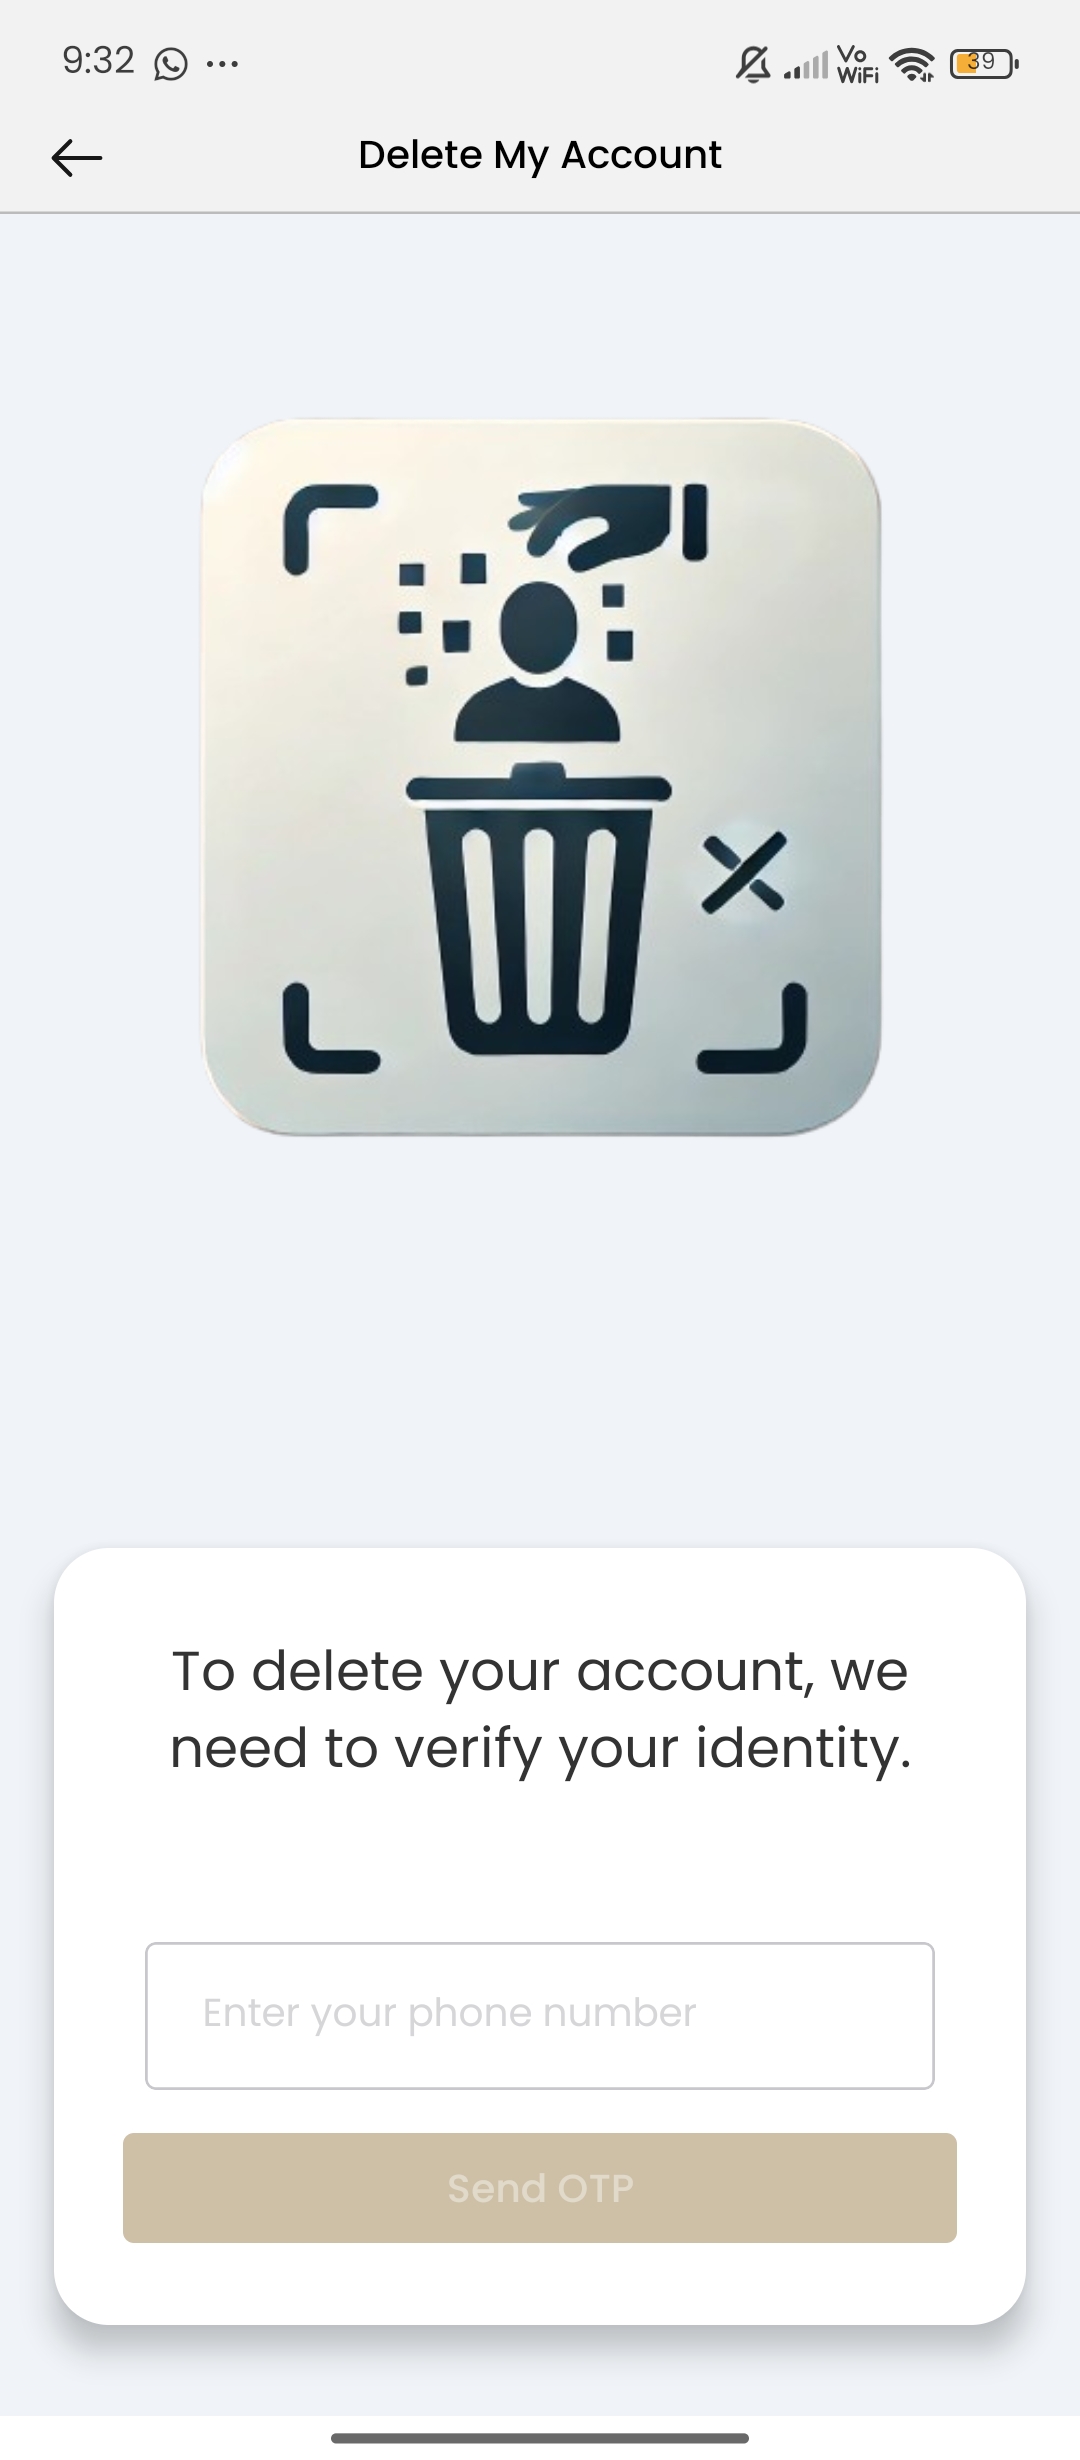 9:32
Vo
WiFi
39
Delete My Account
To delete your account, we
need to verify your identity.
Enter your phone number
Send OTP